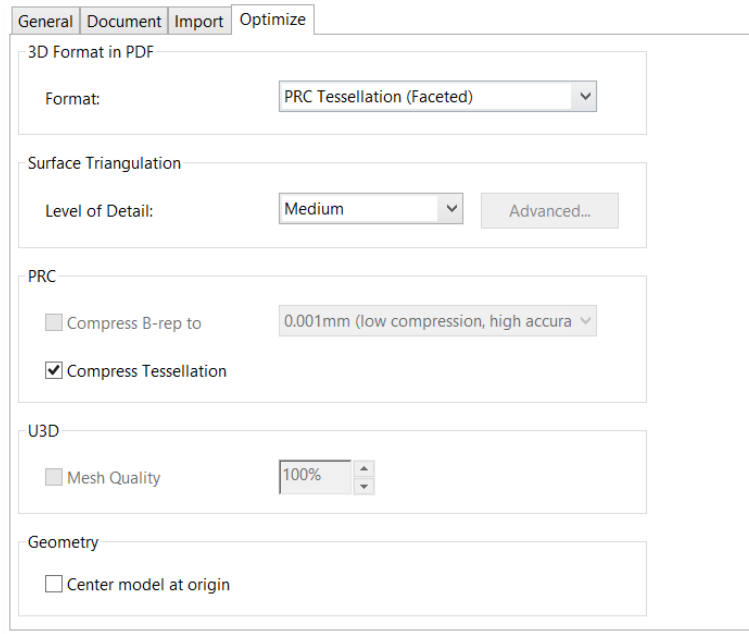 General Document Import Optimize
3D Format in PDF
Format: PRC Tessellation (Faceted)
Surface Triangulation
Level of Detail: Medium Advanced...
PRC
Compress B-rep to 0.001mm (low compression, high accura
Compress Tessellation
U3D
Mesh Quality 100%
Geometry
Center model at origin